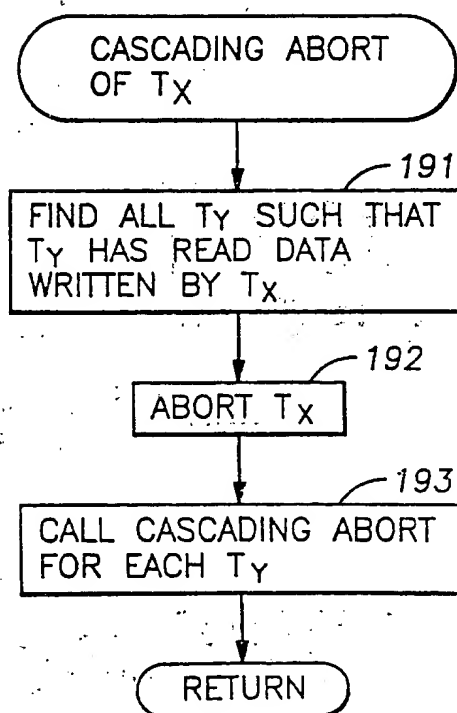 CASCADING ABORT
OF TX
191
FIND ALL TY SUCH THAT
TY HAS READ DATA
WRITTEN BY TX
192
ABORT TX
193
CALL CASCADING ABORT
FOR EACH TY
RETURN